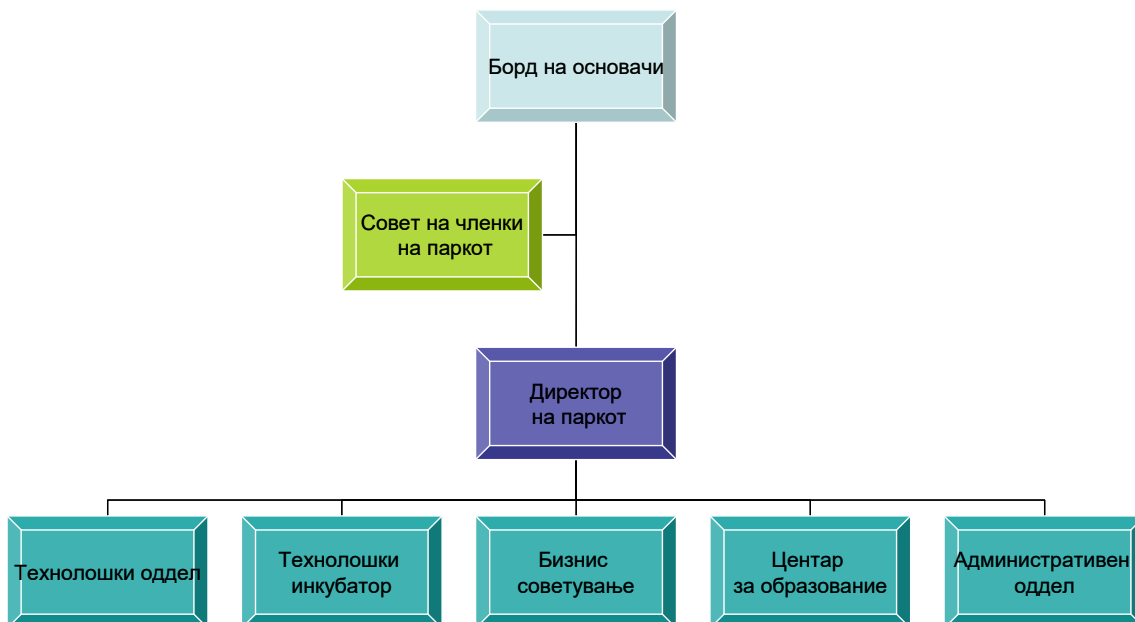 Борд на основачи
Совет на членки
на паркот
Директор
на паркот
Технолошки оддел
Технолошки
инкубатор
Бизнис
советување
Центар
за образование
Административен
оддел